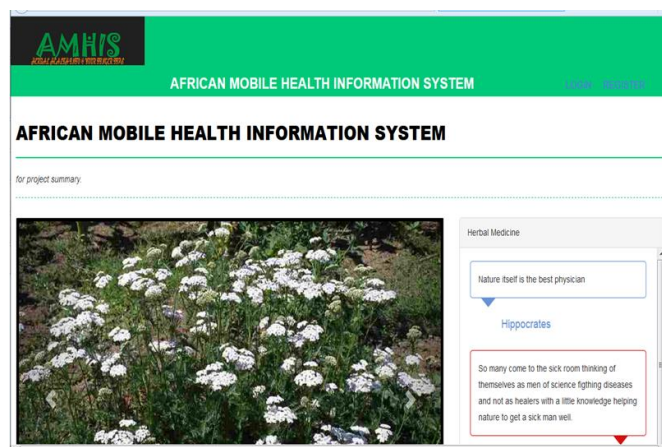 AMHIS
AFRICAN MOBILE HEALTH INFORMATION SYSTEM
LOGIN REGISTER
AFRICAN MOBILE HEALTH INFORMATION SYSTEM
for project summary.
Herbal Medicine
Nature itself is the best physician
Hippocrates
So many come to the sick room thinking of
themselves as men of science figthing diseases
and not as healers with a little knowledge helping
nature to get a sick man well.